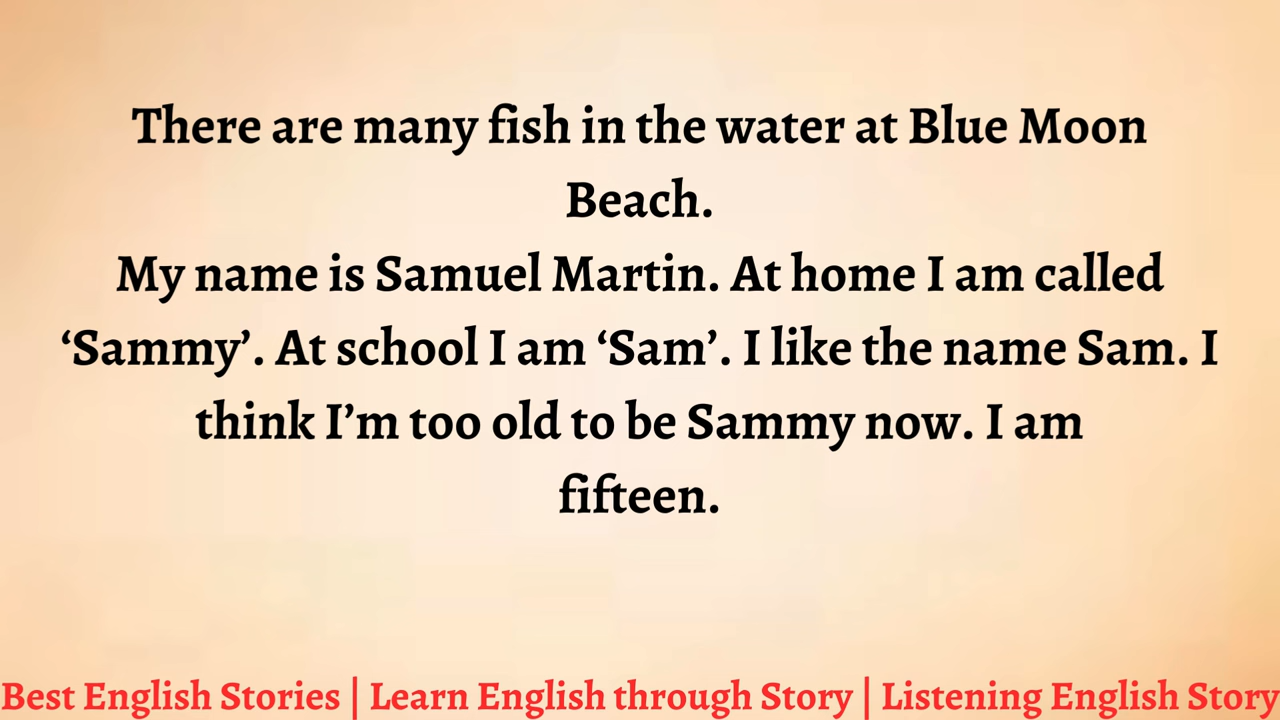 There are many fish in the water at Blue Moon
Beach.
My name is Samuel Martin. At home I am called
‘Sammy’. At school I am ‘Sam’. I like the name Sam. I
think I’m too old to be Sammy now. I am
fifteen.
Best English Stories | Learn English through Story | Listening English Story